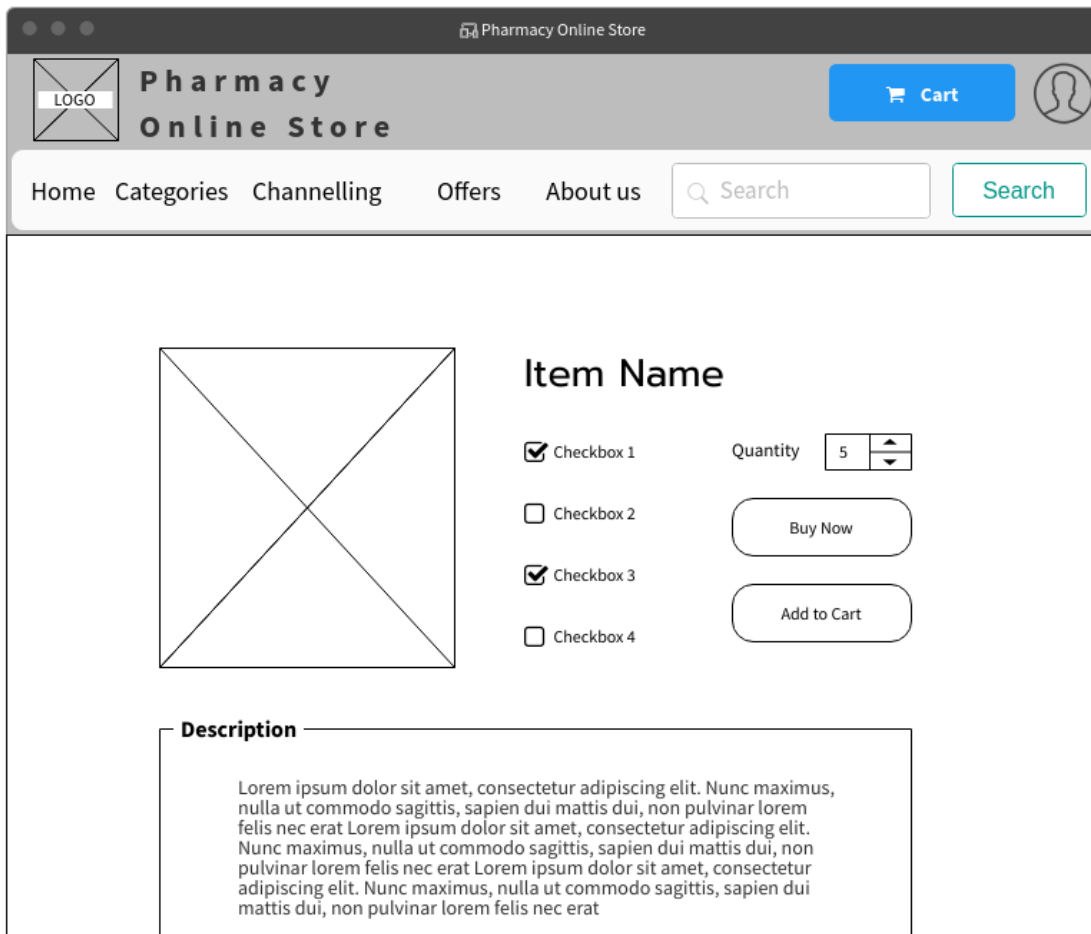 Pharmacy Online Store
LOGO
Pharmacy
Online Store
Cart
Home Categories Channelling Offers About us Search Search
Item Name
Checkbox 1
Quantity 5
Checkbox 2
Buy Now
Checkbox 3
Add to Cart
Checkbox 4
Description
Lorem ipsum dolor sit amet, consectetur adipiscing elit. Nunc maximus,
nulla ut commodo sagittis, sapien dui mattis dui, non pulvinar lorem
felis nec erat Lorem ipsum dolor sit amet, consectetur adipiscing elit.
Nunc maximus, nulla ut commodo sagittis, sapien dui mattis dui, non
pulvinar lorem felis nec erat Lorem ipsum dolor sit amet, consectetur
adipiscing elit. Nunc maximus, nulla ut commodo sagittis, sapien dui
mattis dui, non pulvinar lorem felis nec erat